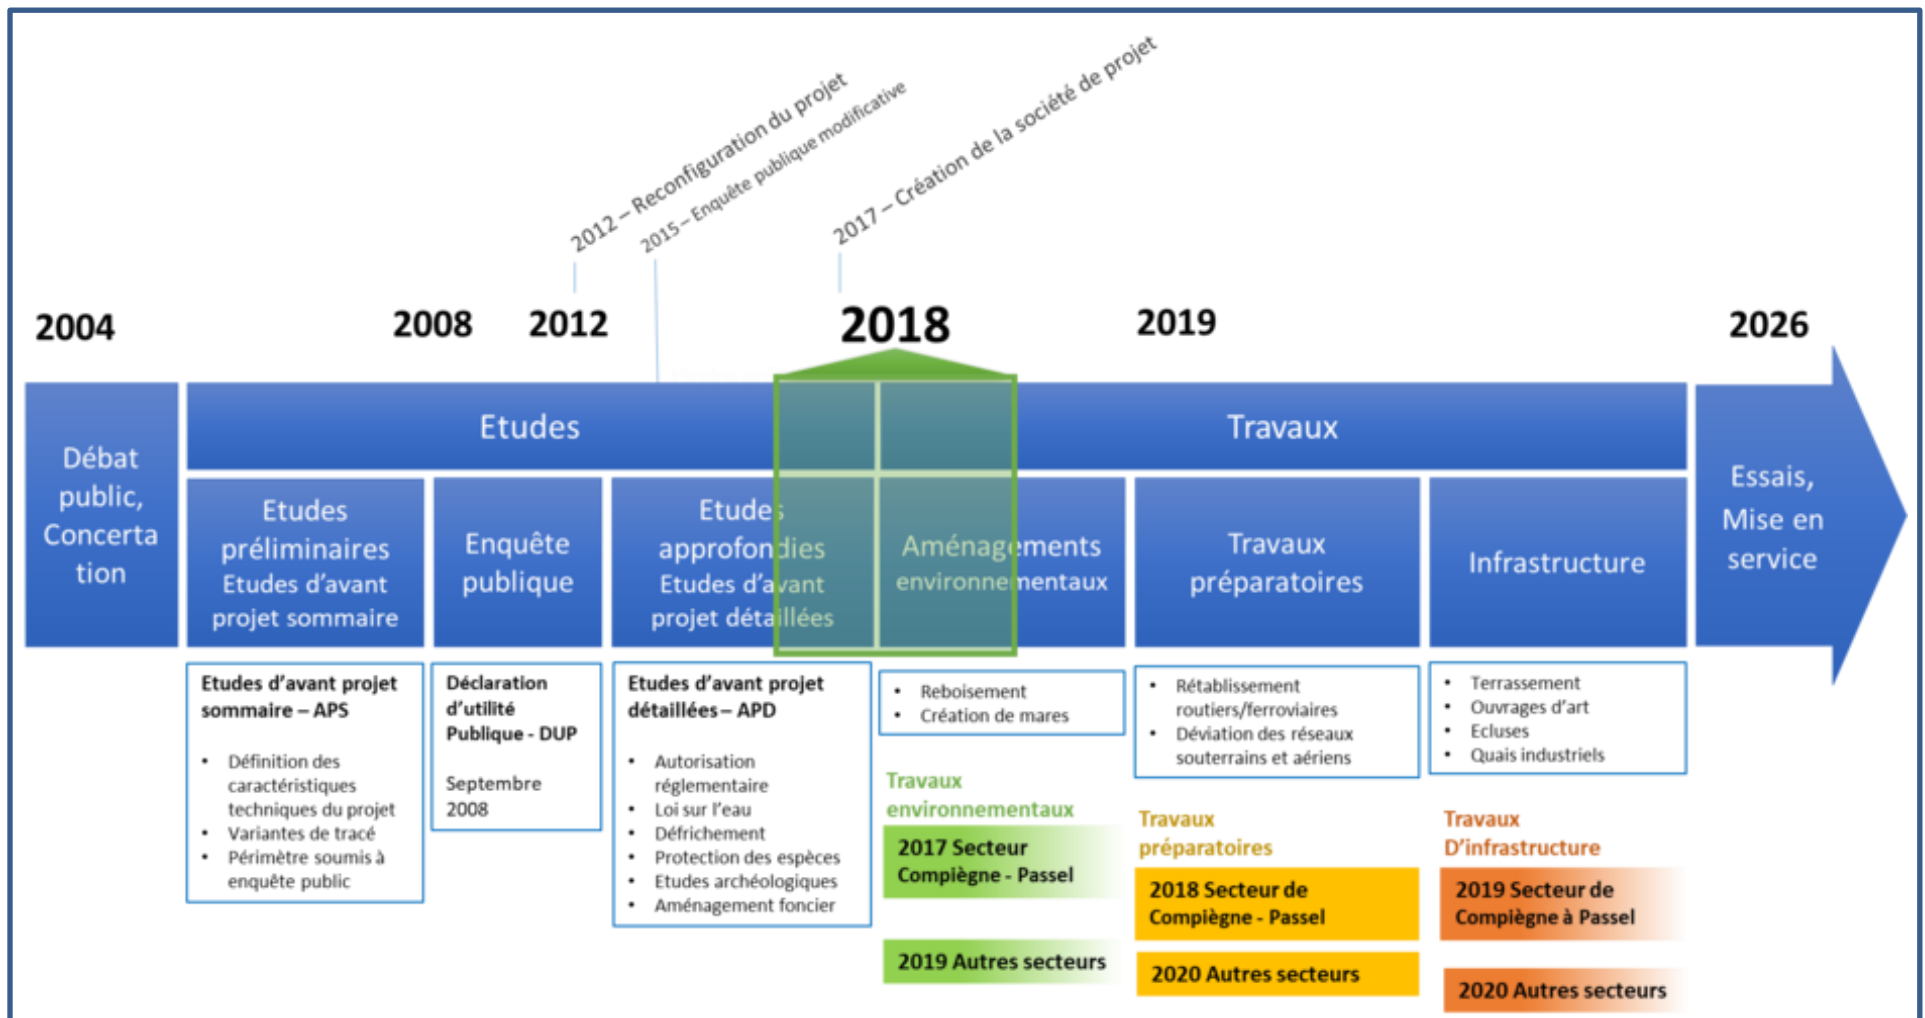 2012 – Reconfiguration du projet
2015 – Enquête publique modificative
2017 – Création de la société de projet
2004
2008
2012
2018
2019
2026
Débat
public,
Concerta
tion
Etudes
Travaux
Etudes
préliminaires
Etudes d'avant
projet sommaire
Enquête
publique
Etudes
approfondies
Etudes d'avant
projet détaillées
Aménagements
environnementaux
Travaux
préparatoires
Infrastructure
Essais,
Mise en
service
Etudes d'avant projet
sommaire – APS
• Définition des
caractéristiques
techniques du projet
• Variantes de tracé
• Périmètre soumis à
enquête public
Déclaration
d'utilité
Publique - DUP
Septembre
2008
Etudes d'avant projet
détaillées – APD
• Autorisation
réglementaire
• Loi sur l'eau
• Défrichement
• Protection des espèces
• Etudes archéologiques
• Aménagement foncier
• Reboisement
• Création de mares
Travaux
environnementaux
2017 Secteur
Compiègne - Passel
2019 Autres secteurs
• Rétablissement
routiers/ferroviaires
• Déviation des réseaux
souterrains et aériens
Travaux
préparatoires
2018 Secteur de
Compiègne - Passel
2020 Autres secteurs
• Terrassement
• Ouvrages d'art
• Ecluses
• Quais industriels
Travaux
D'infrastructure
2019 Secteur de
Compiègne à Passel
2020 Autres secteurs